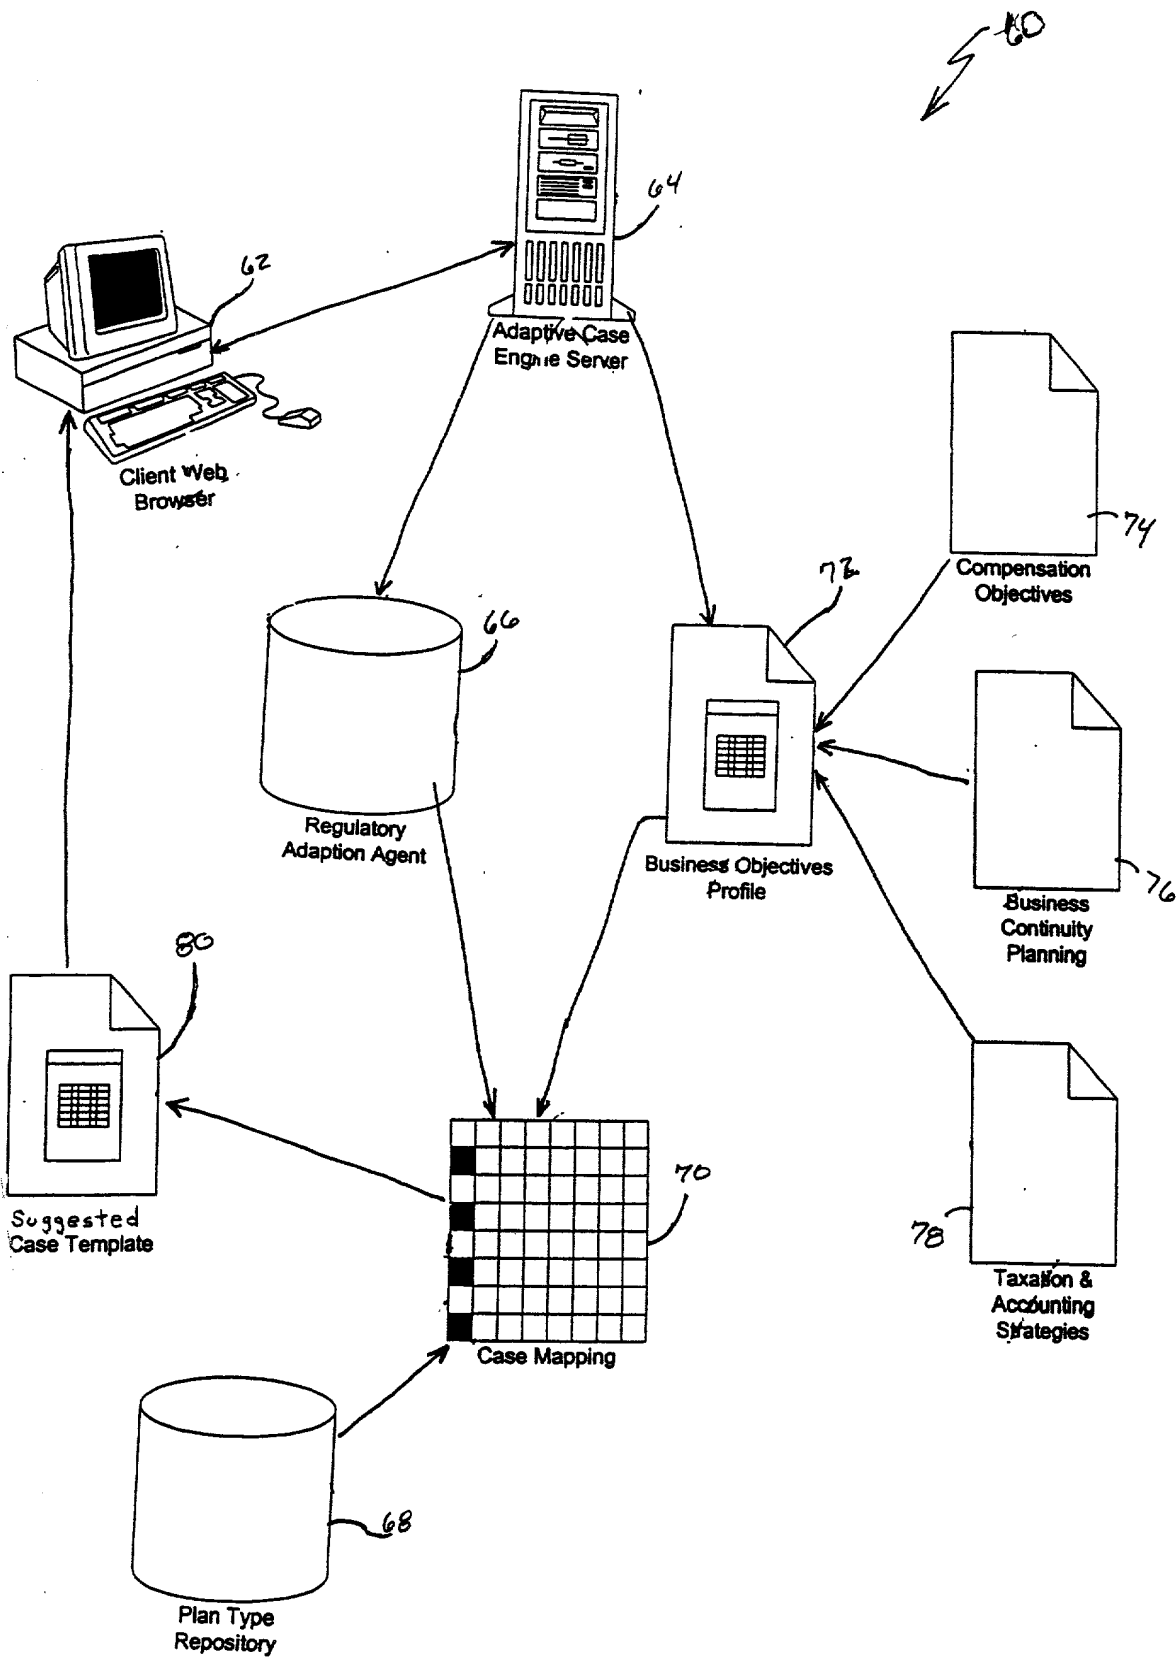 60
64
62
Adaptive Case
Engine Server
Client Web
Browser
74
Compensation
Objectives
72
66
Regulatory
Adaption Agent
Business Objectives
Profile
76
Business
Continuity
Planning
80
70
Suggested
Case Template
78
Taxation &
Accounting
Strategies
Case Mapping
68
Plan Type
Repository